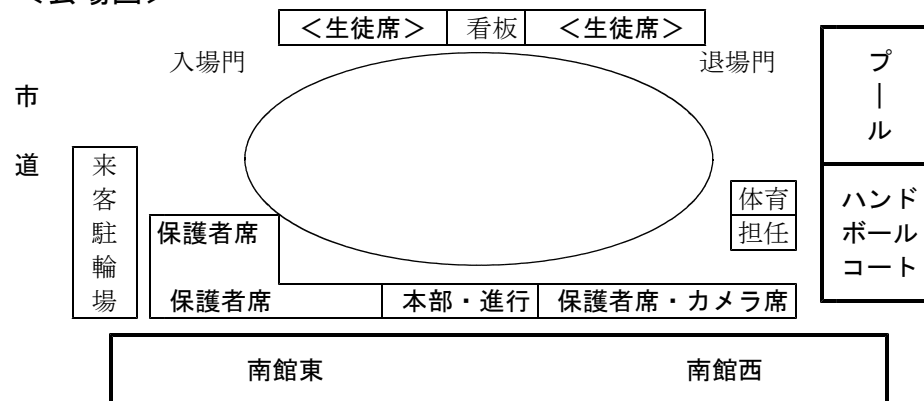 ＜生徒席＞ 看板 ＜生徒席＞
入場門
退場門
プール
市道
来客駐輪場
体育
担任
ハンド
ボール
コート
保護者席
保護者席
本部・進行
保護者席・カメラ席
南館東
南館西